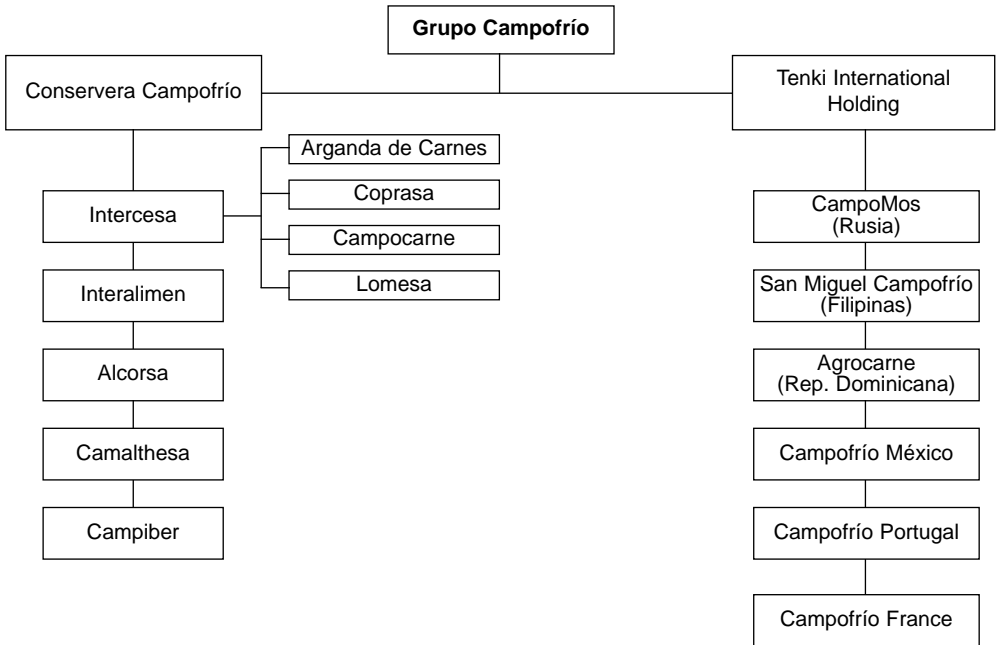 Grupo Campofrío
Conservera Campofrío
Tenki International
Holding
Arganda de Carnes
Coprasa
Campocarne
Lomesa
Intercesa
Interalimen
Alcorsa
Camalthesa
Campiber
CampoMos
(Rusia)
San Miguel Campofrío
(Filipinas)
Agrocarne
(Rep. Dominicana)
Campofrío México
Campofrío Portugal
Campofrío France